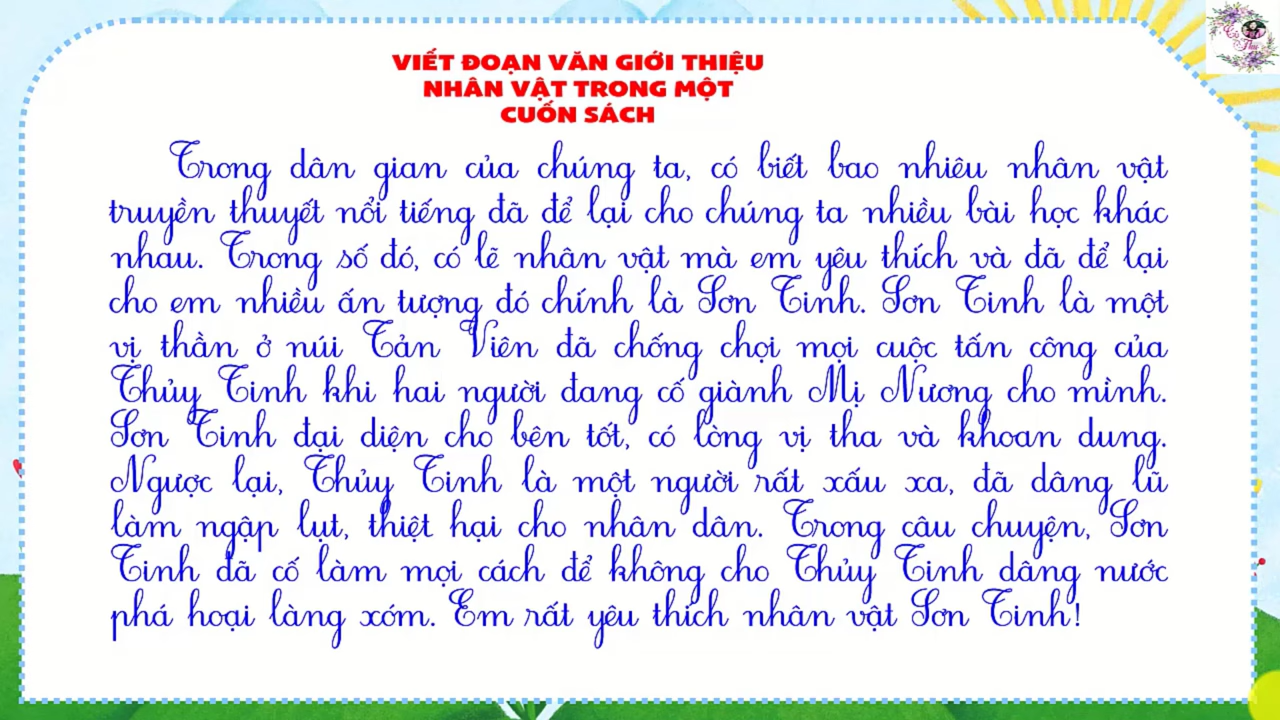 VIẾT ĐOẠN VĂN GIỚI THIỆU
NHÂN VẬT TRONG MỘT
CUỐN SÁCH
Trong dân gian của chúng ta, có biết bao nhiêu nhân vật
truyền thuyết nổi tiếng đã để lại cho chúng ta nhiều bài học khác
nhau. Trong số đó, có lẽ nhân vật mà em yêu thích và đã để lại
cho em nhiều ấn tượng đó chính là Sơn Tinh. Sơn Tinh là một
vị thần ở núi Tản Viên đã chống chọi mọi cuộc tấn công của
Thủy Tinh khi hai người đang cố giành Mị Nương cho mình.
Sơn Tinh đại diện cho bên tốt, có lòng vị tha và khoan dung.
Ngược lại, Thủy Tinh là một người rất xấu xa, đã dâng lũ
làm ngập lụt, thiệt hại cho nhân dân. Trong câu chuyện, Sơn
Tinh đã cố làm mọi cách để không cho Thủy Tinh dâng nước
phá hoại làng xóm. Em rất yêu thích nhân vật Sơn Tinh!